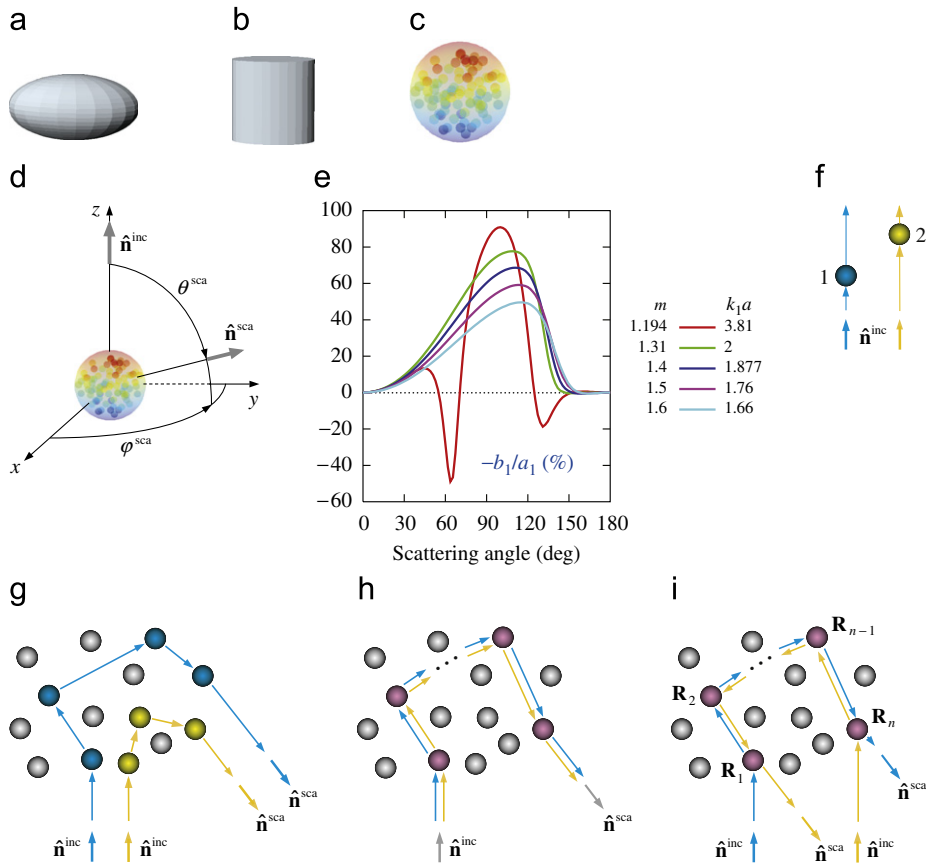 a
b
c
d
z
n̂ inc
θ sca
n̂ sca
y
x
φ sca
e
100
80
60
40
20
0
−20
−40
−60
−b1/a1 (%)
0 30 60 90 120 150 180
Scattering angle (deg)
m k1a
1.194 3.81
1.31 2
1.4 1.877
1.5 1.76
1.6 1.66
f
1
2
n̂ inc
g
n̂ inc
n̂ inc
n̂ sca
n̂ sca
h
n̂ inc
n̂ sca
i
R n−1
R2
Rn
R1
n̂ sca
n̂ inc
n̂ sca
n̂ inc